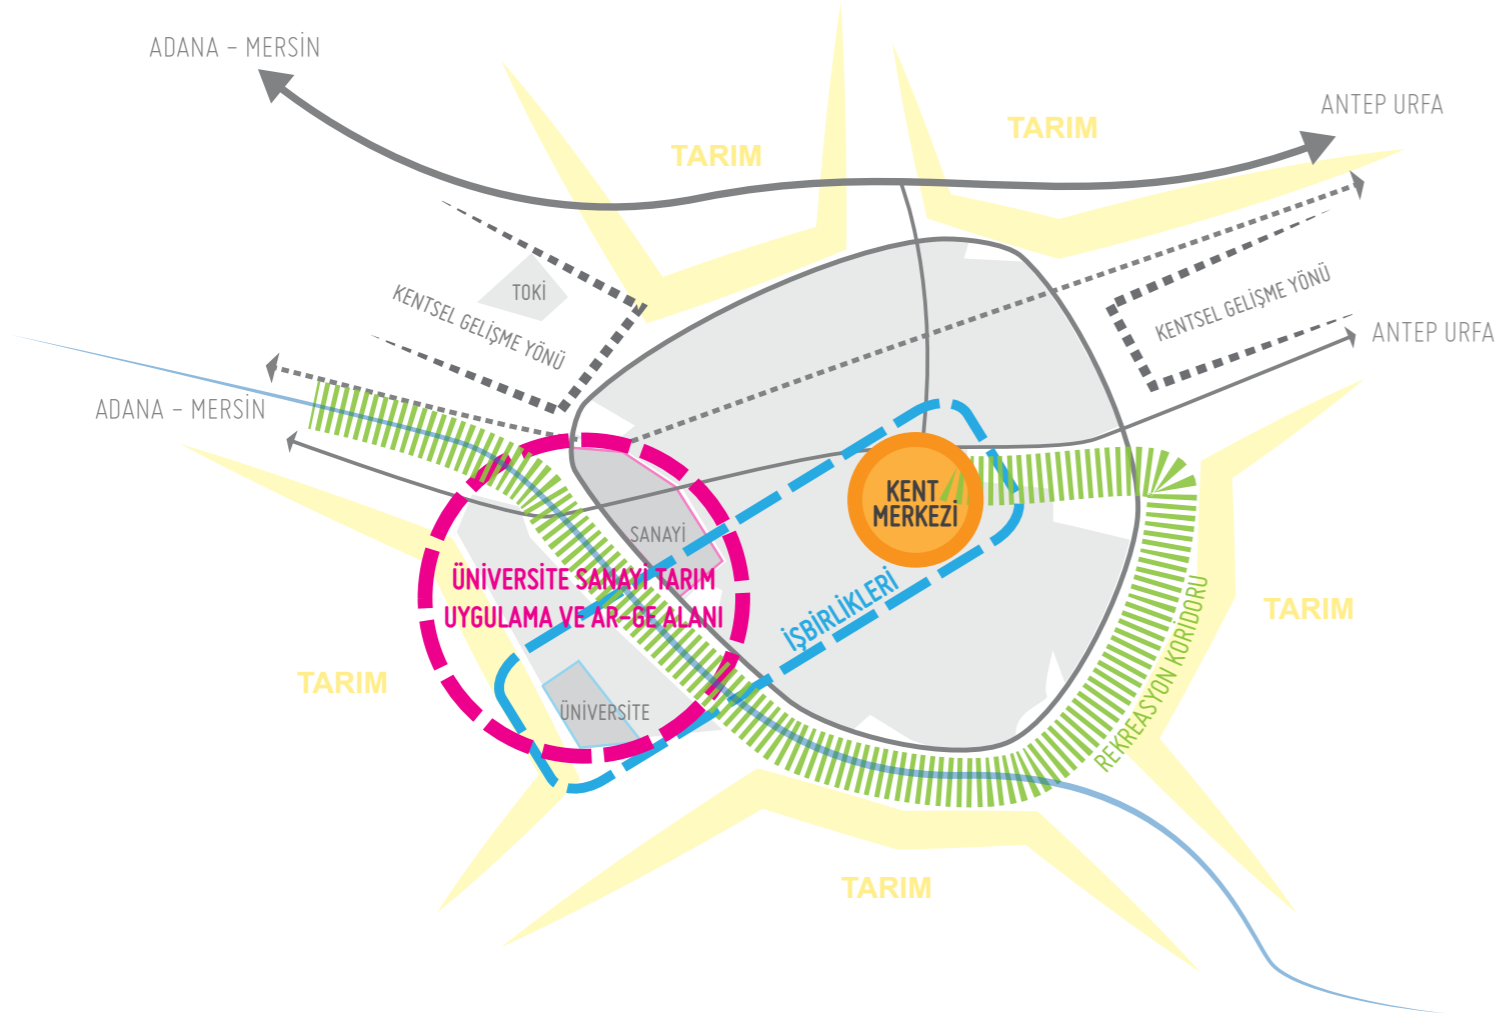 ADANA – MERSİN
ANTEP URFA
TARIM
TARIM
TOKİ
KENTSEL GELİŞME YÖNÜ
KENTSEL GELİŞME YÖNÜ
ANTEP URFA
ADANA – MERSİN
KENT
MERKEZİ
SANAYİ
ÜNİVERSİTE SANAYİ TARIM
UYGULAMA VE AR-GE ALANI
İŞBİRLİKLERİ
TARIM
REKREASYON KORİDORU
TARIM
ÜNİVERSİTE
TARIM